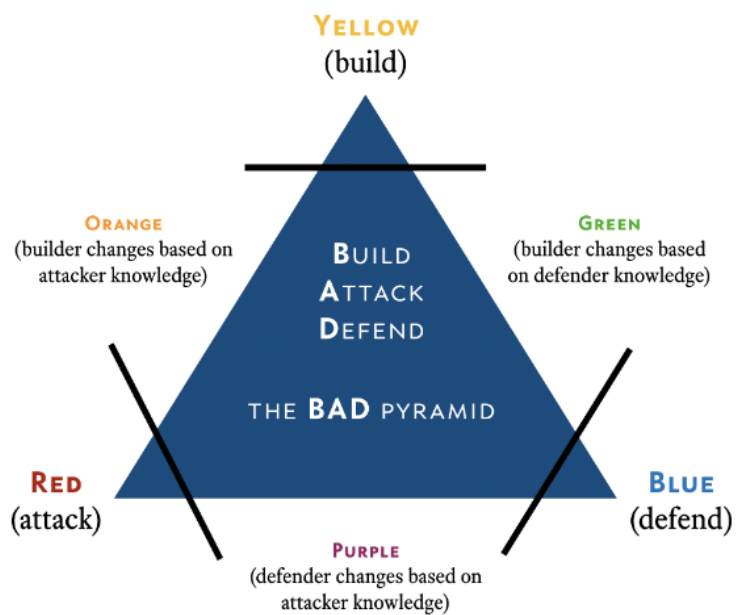 YELLOW
(build)
ORANGE
(builder changes based on
attacker knowledge)
GREEN
(builder changes based
on defender knowledge)
BUILD
ATTACK
DEFEND
THE BAD PYRAMID
RED
(attack)
BLUE
(defend)
PURPLE
(defender changes based on
attacker knowledge)